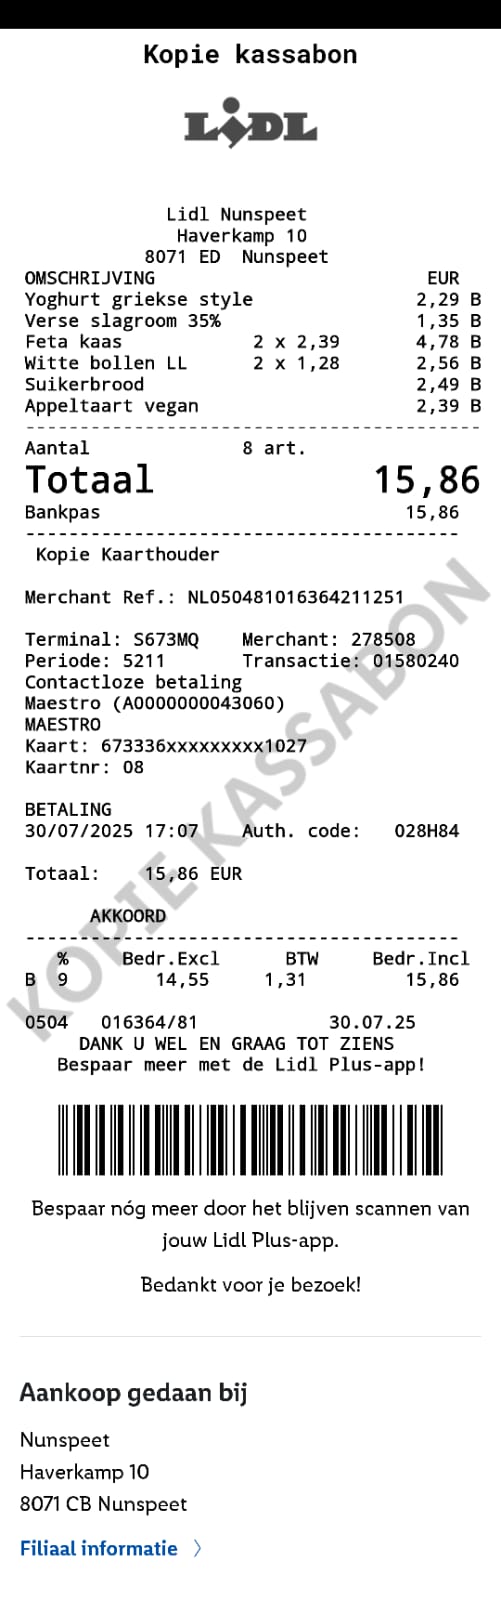 Kopie kassabon
LIDL
Lidl Nunspeet
Haverkamp 10
8071 ED Nunspeet
OMSCHRIJVING EUR
Yoghurt griekse style 2,29 B
Verse slagroom 35% 1,35 B
Feta kaas 2 x 2,39 4,78 B
Witte bollen LL 2 x 1,28 2,56 B
Suikerbrood 2,49 B
Appeltaart vegan 2,39 B
Aantal 8 art.
Totaal 15,86
Bankpas 15,86
Kopie Kaarthouder
Merchant Ref.: NL050481016364211251
Terminal: S673MQ Merchant: 278508
Periode: 5211 Transactie: 01580240
Contactloze betaling
Maestro (A0000000043060)
MAESTRO
Kaart: 673336xxxxxxxxx1027
Kaartnr: 08
BETALING
30/07/2025 17:07 Auth. code: 028H84
Totaal: 15,86 EUR
AKKOORD
% Bedr.Excl BTW Bedr.Incl
B 9 14,55 1,31 15,86
0504 016364/81 30.07.25
DANK U WEL EN GRAAG TOT ZIENS
Bespaar meer met de Lidl Plus-app!
KOPIE KASSABON
Bespaar nóg meer door het blijven scannen van
jouw Lidl Plus-app.
Bedankt voor je bezoek!
Aankoop gedaan bij
Nunspeet
Haverkamp 10
8071 CB Nunspeet
Filiaal informatie